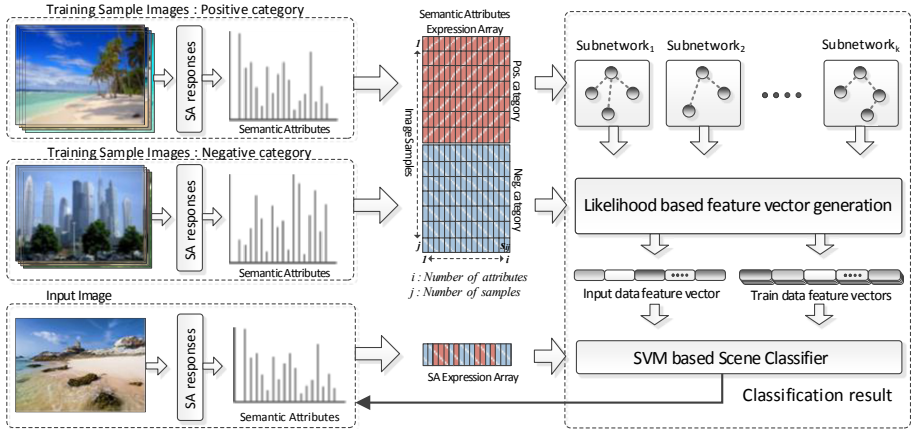 Training Sample Images : Positive category
SA responses
Semantic Attributes
Training Sample Images : Negative category
SA responses
Semantic Attributes
Input Image
SA responses
Semantic Attributes
Semantic Attributes
Expression Array
1
Image Samples
j
Pos. category
Neg. category
S_ij
1
i
i : Number of attributes
j : Number of samples
SA Expression Array
Subnetwork₁
Subnetwork₂
Subnetworkₖ
Likelihood based feature vector generation
Input data feature vector
Train data feature vectors
SVM based Scene Classifier
Classification result